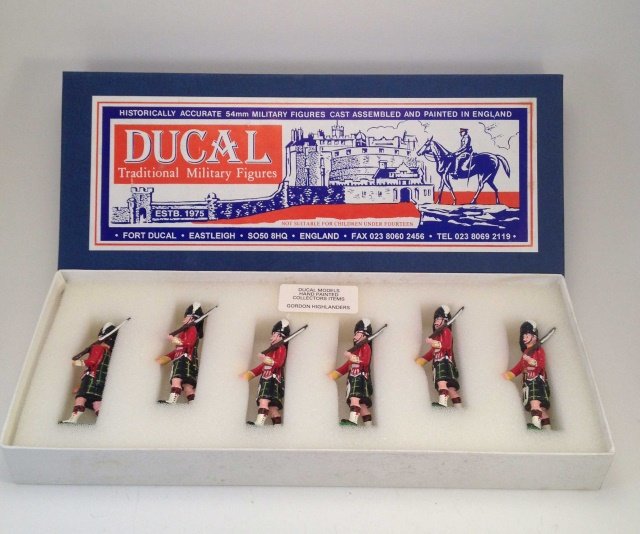 HISTORICALLY ACCURATE 54mm MILITARY FIGURES CAST ASSEMBLED AND PAINTED IN ENGLAND
DUCAL
Traditional Military Figures
ESTB. 1975
NOT SUITABLE FOR CHILDREN UNDER FOURTEEN
• FORT DUCAL • EASTLEIGH • SO50 8HQ • ENGLAND • FAX 023 8060 2456 • TEL 023 8069 2119 •
DUCAL MODELS
HAND PAINTED
COLLECTORS ITEMS
GORDON HIGHLANDERS